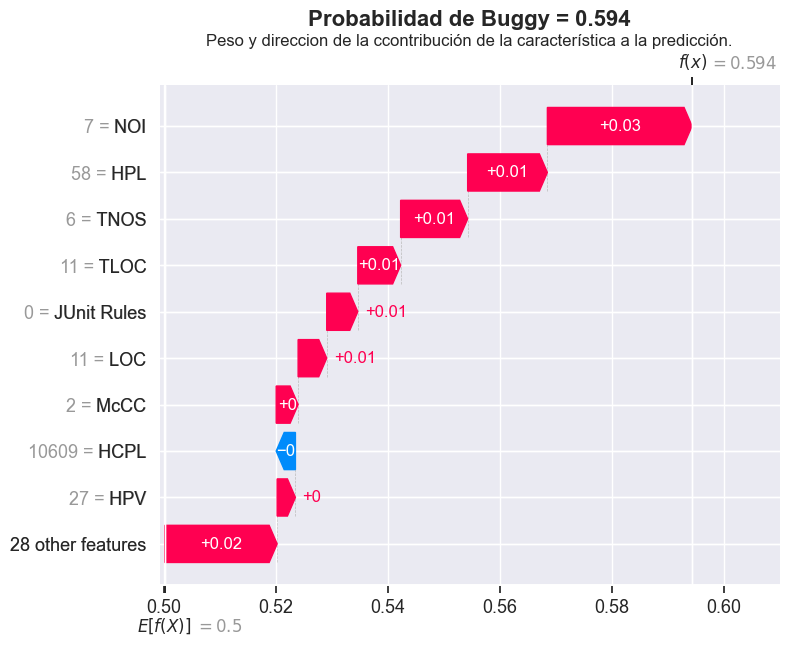 Probabilidad de Buggy = 0.594
Peso y direccion de la ccontribución de la característica a la predicción.
f(x) = 0.594
7 = NOI +0.03
58 = HPL +0.01
6 = TNOS +0.01
11 = TLOC +0.01
0 = JUnit Rules +0.01
11 = LOC +0.01
2 = McCC +0
10609 = HCPL −0
27 = HPV +0
28 other features +0.02
0.50 0.52 0.54 0.56 0.58 0.60
E[f(X)] = 0.5